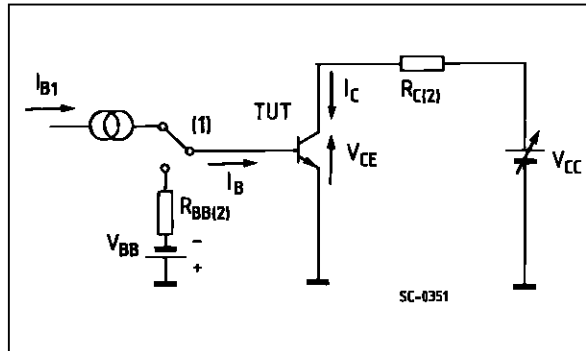 I_B1
(1)
TUT
I_C
R_C(2)
V_CE
V_CC
I_B
R_BB(2)
V_BB
−
+
SC-0351